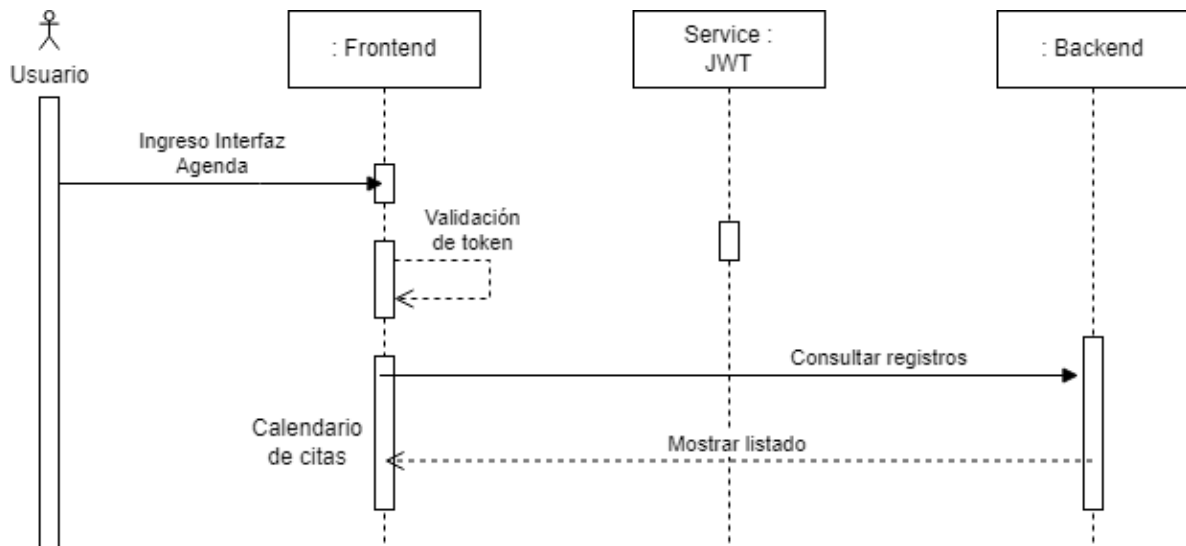 Usuario
: Frontend
Service :
JWT
: Backend
Ingreso Interfaz
Agenda
Validación
de token
Consultar registros
Calendario
de citas
Mostrar listado